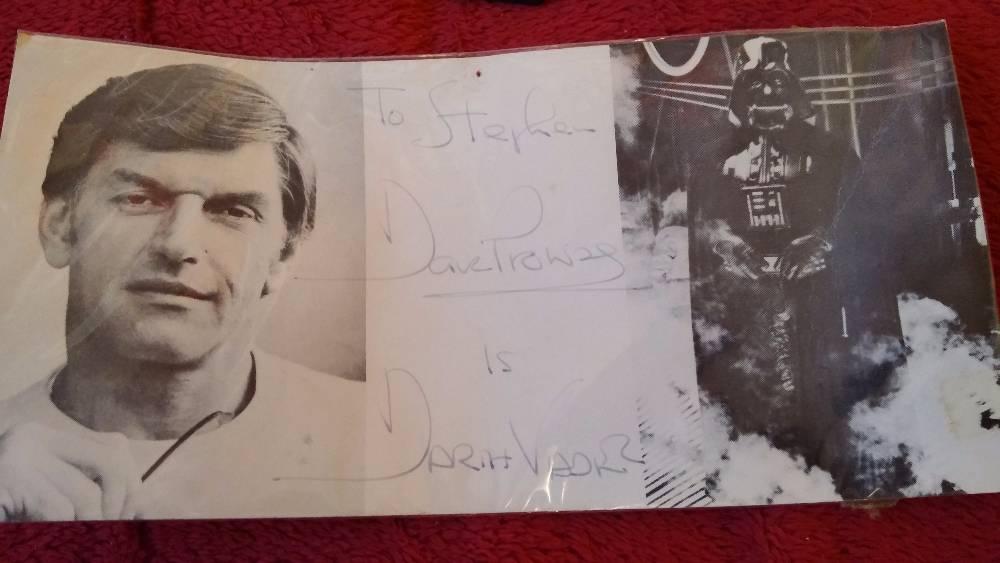 To Stephen
Dave Prowse
is
Darth Vader